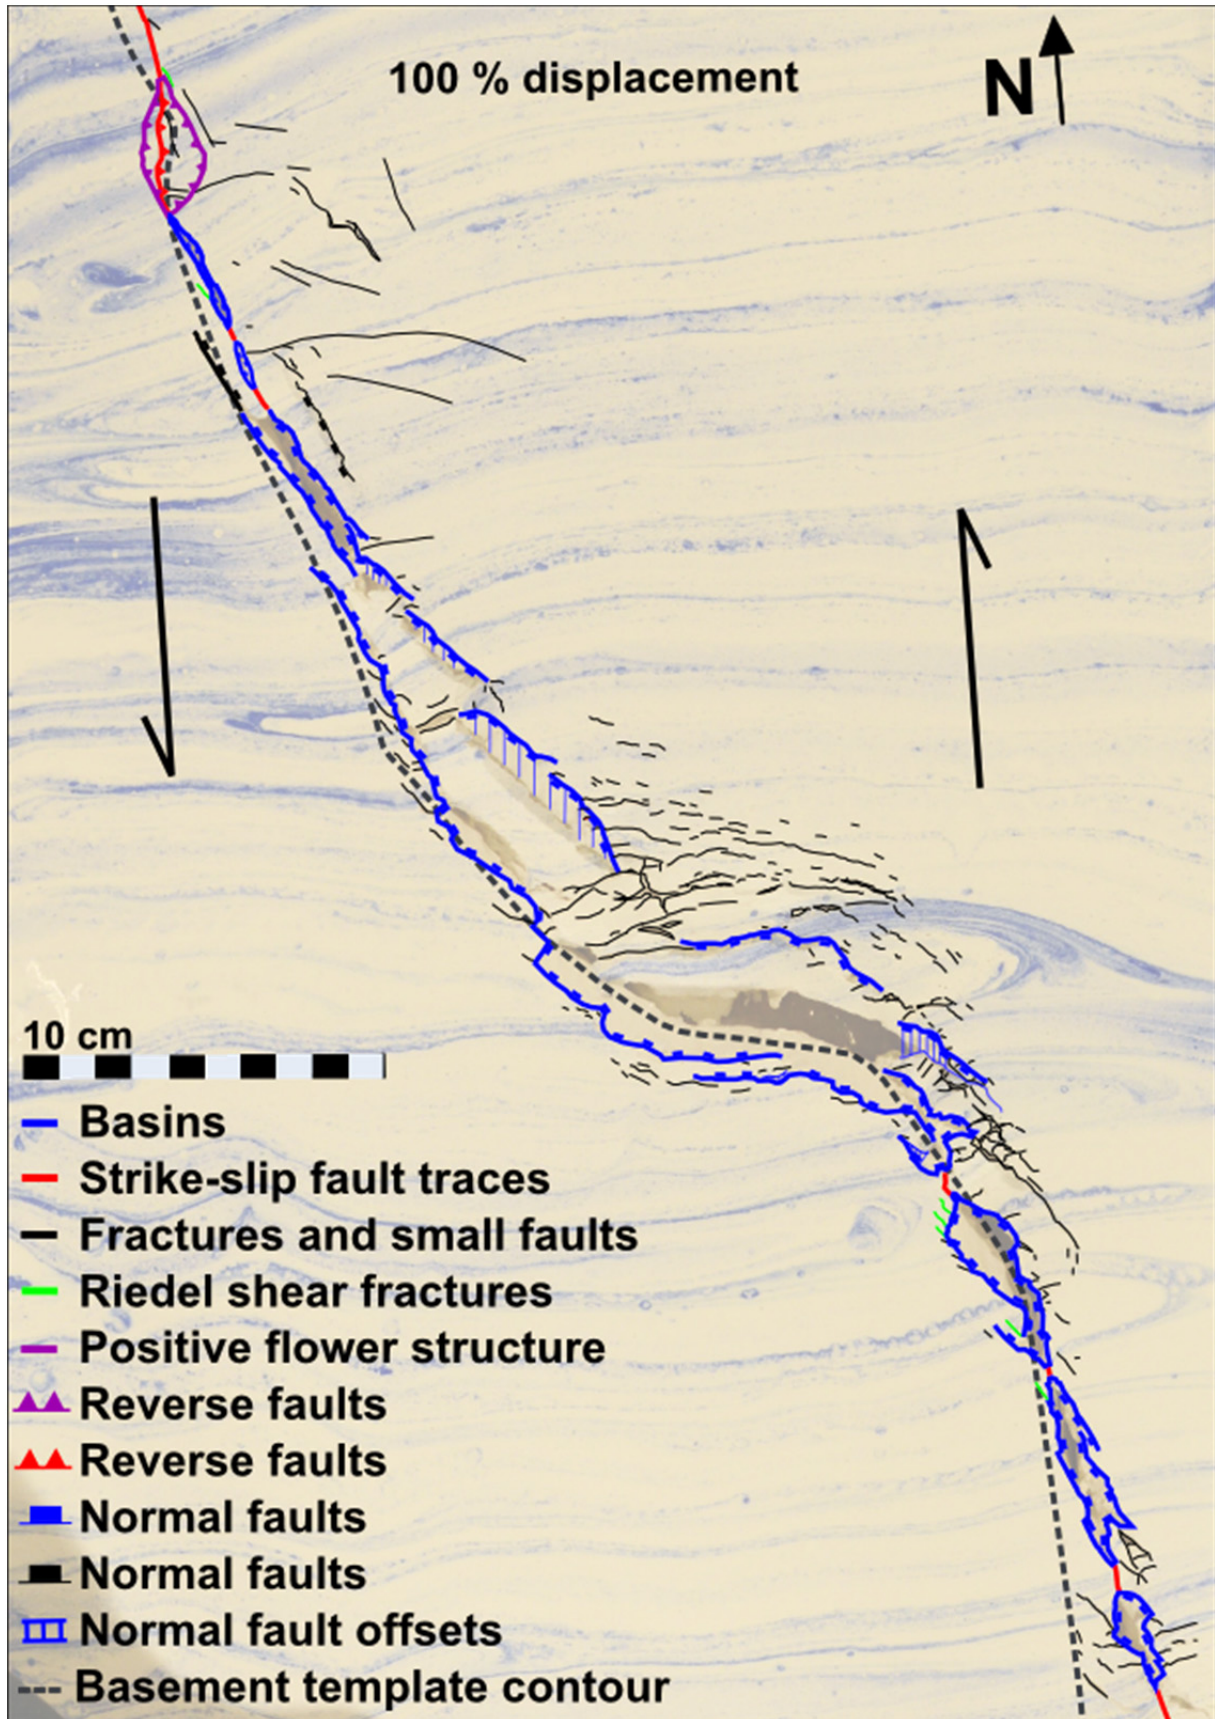 100 % displacement
N
10 cm
Basins
Strike-slip fault traces
Fractures and small faults
Riedel shear fractures
Positive flower structure
Reverse faults
Reverse faults
Normal faults
Normal faults
Normal fault offsets
Basement template contour